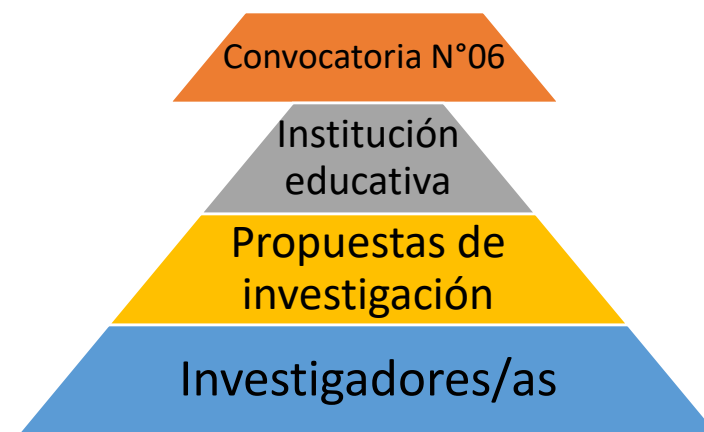 Convocatoria N°06
Institución
educativa
Propuestas de
investigación
Investigadores/as